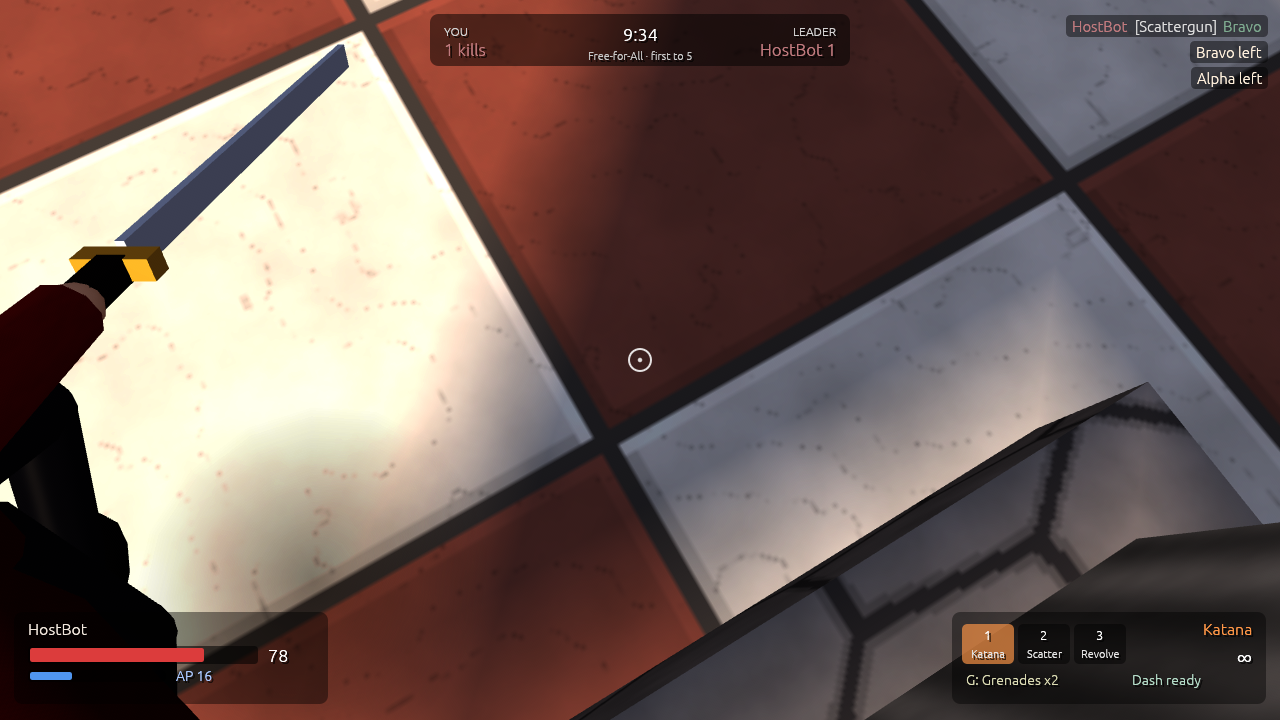 YOU
1 kills
9:34
Free-for-All · first to 5
LEADER
HostBot 1
HostBot [Scattergun] Bravo
Bravo left
Alpha left
HostBot
78
AP 16
1
Katana
2
Scatter
3
Revolve
Katana
∞
G: Grenades x2
Dash ready